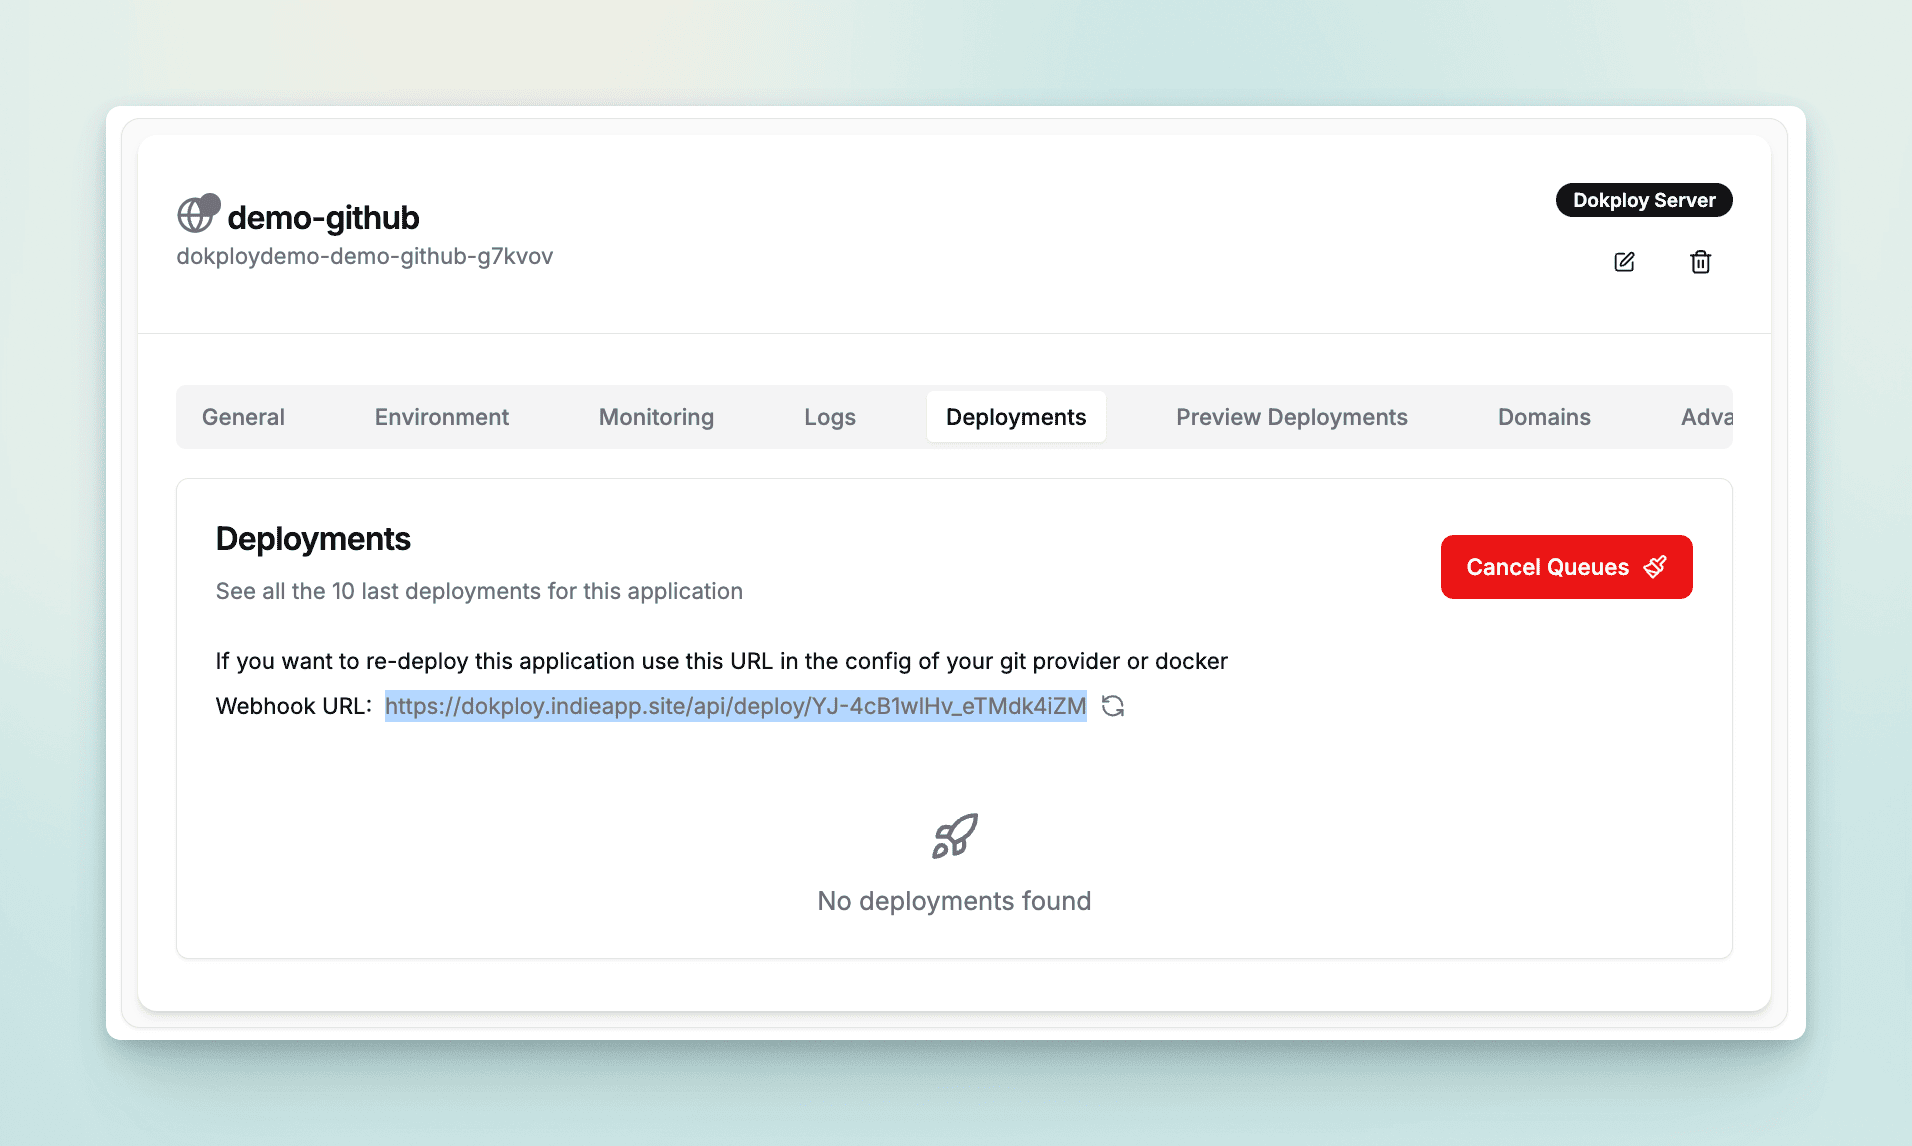 demo-github
dokploydemo-demo-github-g7kvov
Dokploy Server
General Environment Monitoring Logs Deployments Preview Deployments Domains Adva
Deployments
See all the 10 last deployments for this application
Cancel Queues
If you want to re-deploy this application use this URL in the config of your git provider or docker
Webhook URL: https://dokploy.indieapp.site/api/deploy/YJ-4cB1wlHv_eTMdk4iZM
No deployments found